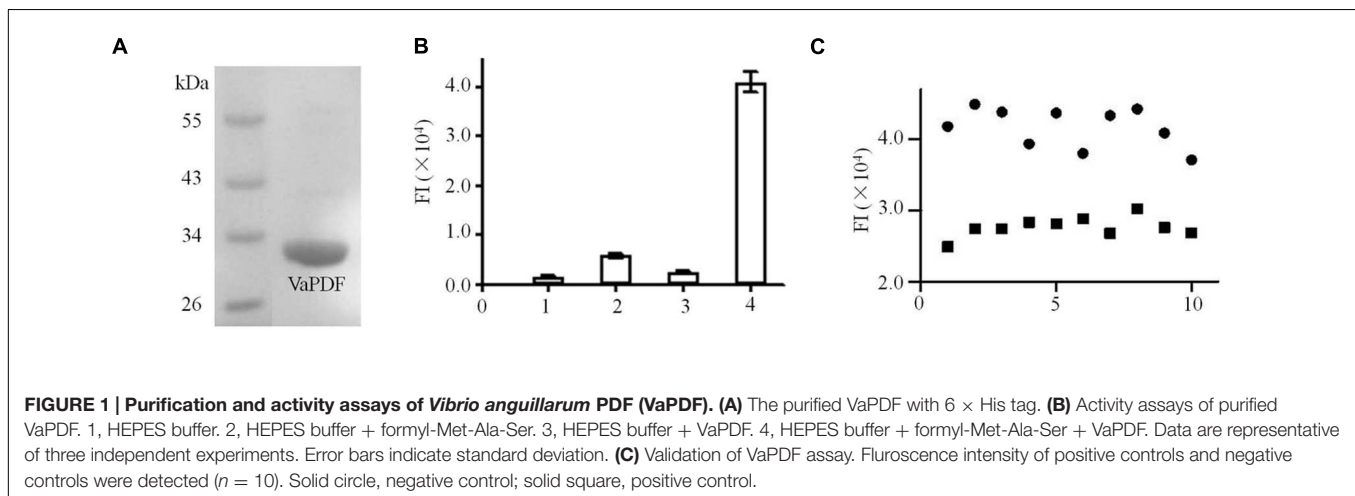 A
kDa
55
43
34
26
VaPDF
B
FI (×10⁴)
4.0
3.0
2.0
1.0
0.0
0 1 2 3 4
C
FI (×10⁴)
4.0
3.0
2.0
0 5 10
FIGURE 1 | Purification and activity assays of Vibrio anguillarum PDF (VaPDF). (A) The purified VaPDF with 6 × His tag. (B) Activity assays of purified
VaPDF. 1, HEPES buffer. 2, HEPES buffer + formyl-Met-Ala-Ser. 3, HEPES buffer + VaPDF. 4, HEPES buffer + formyl-Met-Ala-Ser + VaPDF. Data are representative
of three independent experiments. Error bars indicate standard deviation. (C) Validation of VaPDF assay. Fluroscence intensity of positive controls and negative
controls were detected (n = 10). Solid circle, negative control; solid square, positive control.